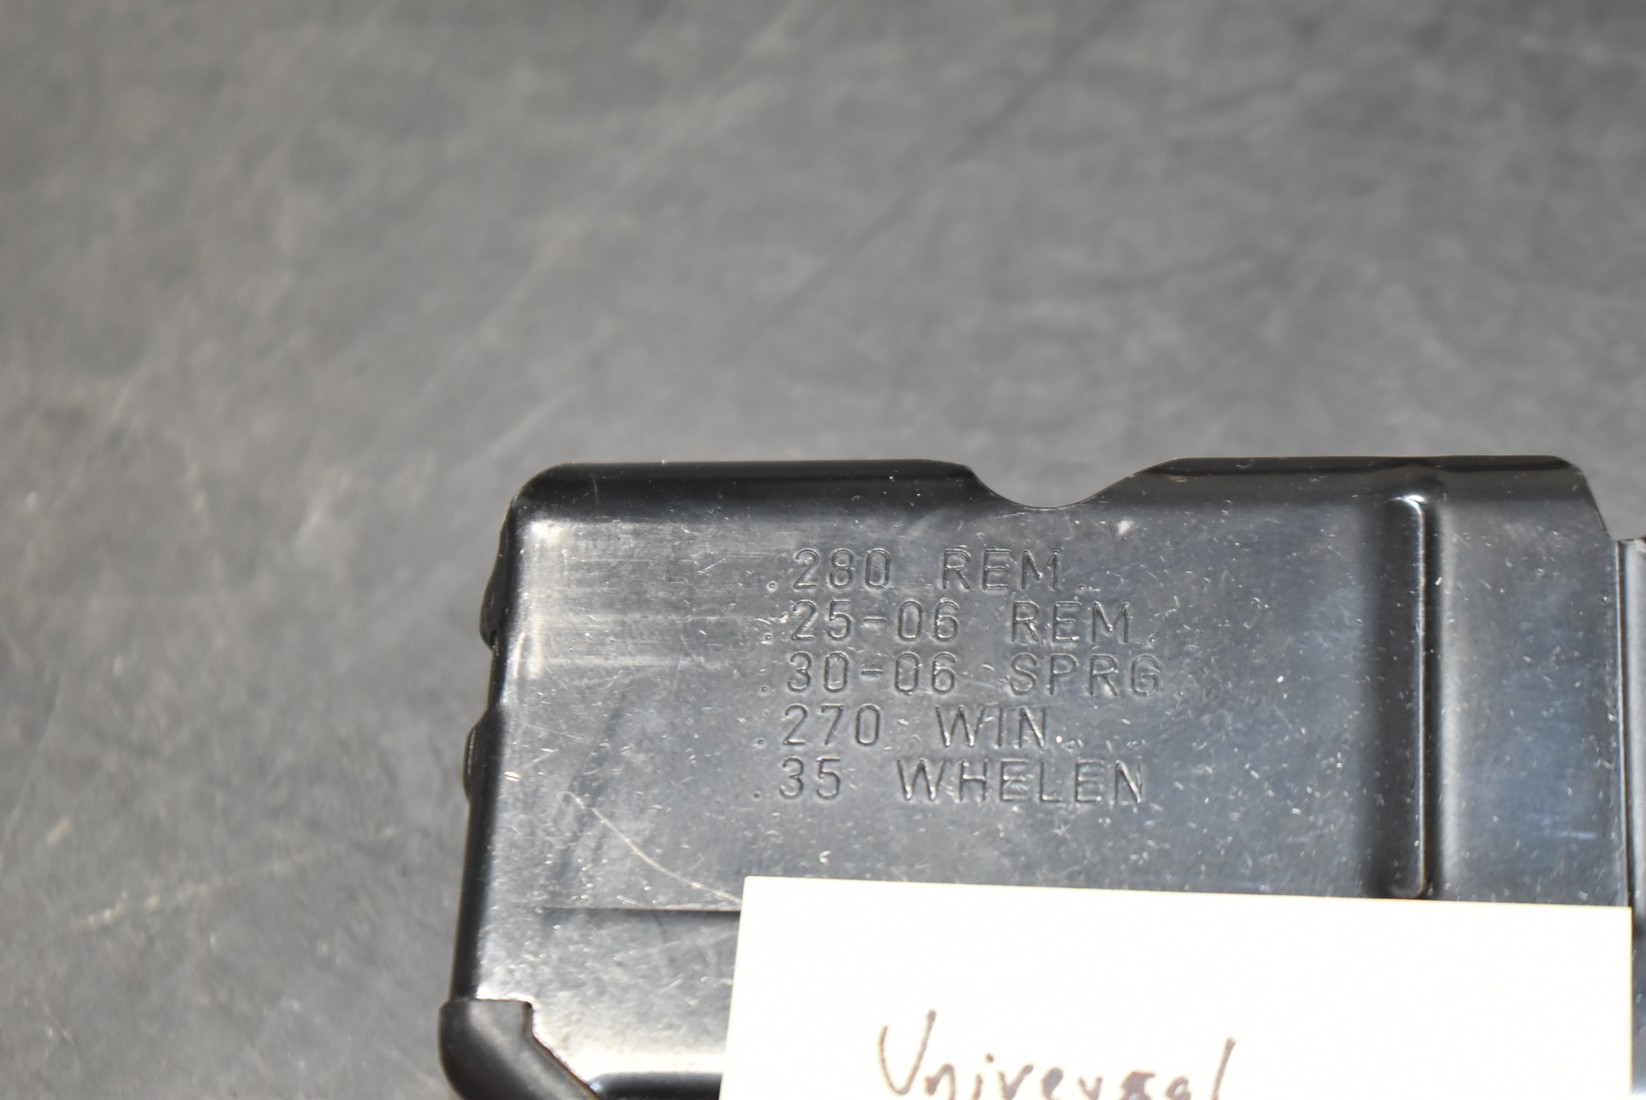 .280 REM.
.25-06 REM.
.30-06 SPRG.
.270 WIN.
.35 WHELEN
Universal